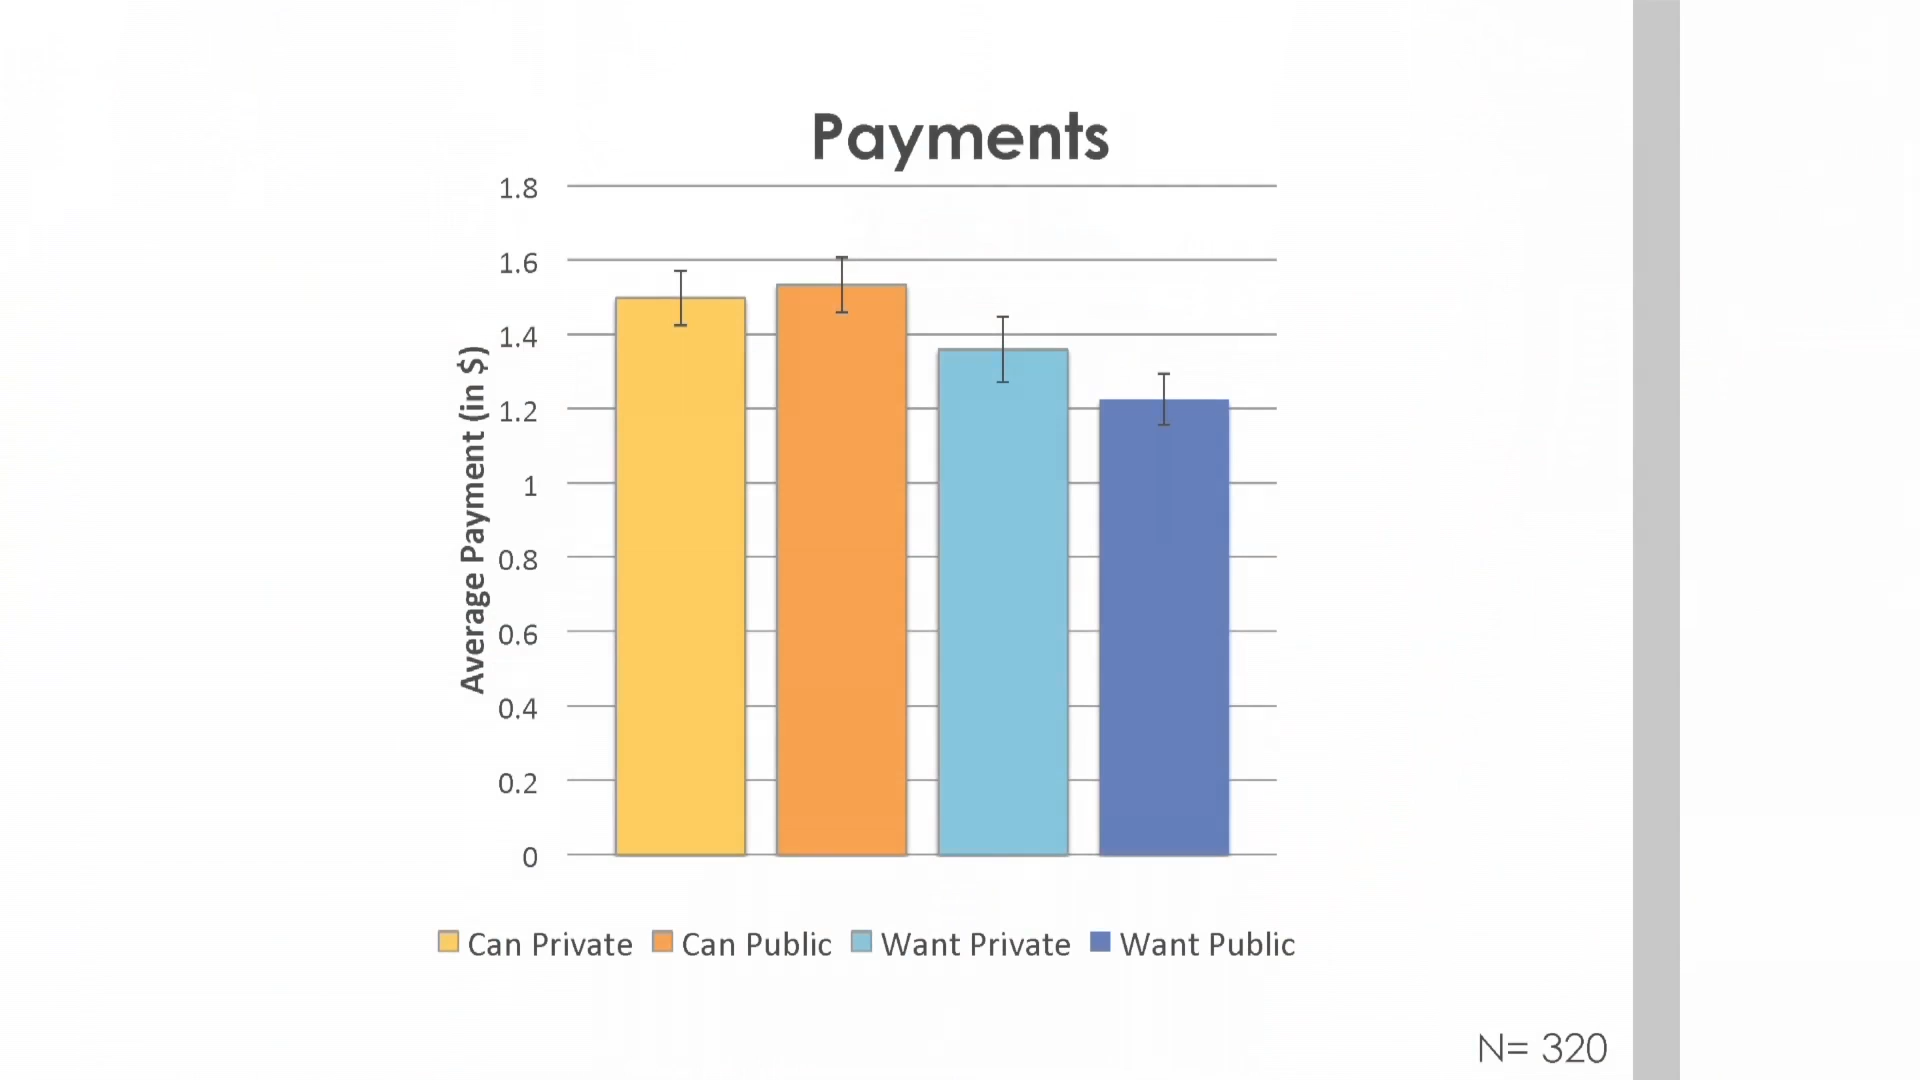 Payments
1.8
1.6
1.4
1.2
1
0.8
0.6
0.4
0.2
0
Average Payment (in $)
Can Private Can Public Want Private Want Public
N= 320